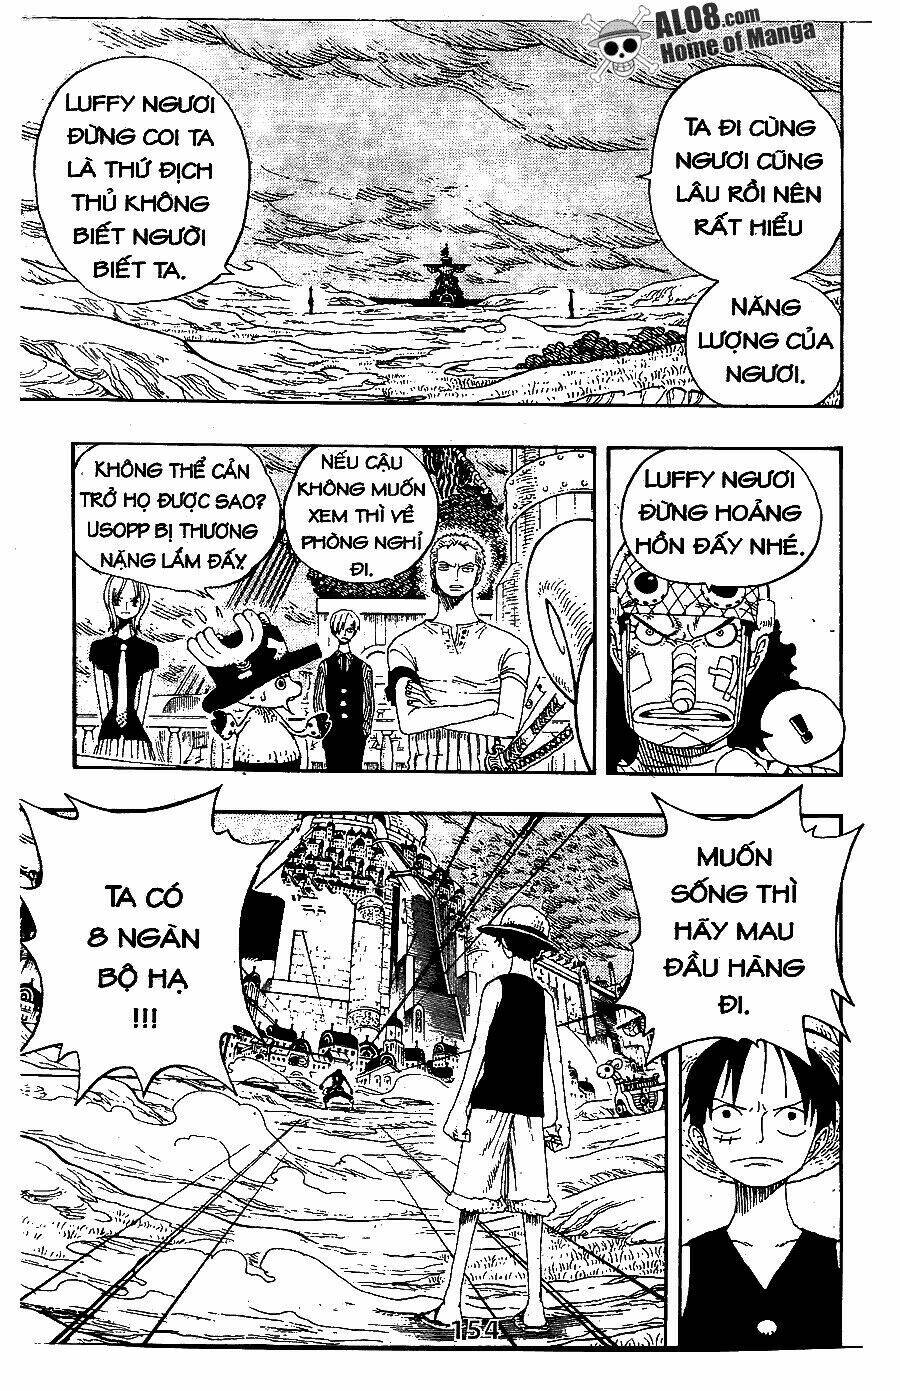 AL08.com
Home of Manga
TA ĐI CÙNG
NGƯƠI CŨNG
LÂU RỒI NÊN
RẤT HIỂU
NĂNG
LƯỢNG CỦA
NGƯƠI.
LUFFY NGƯƠI
ĐỪNG COI TA
LÀ THỨ ĐỊCH
THỦ KHÔNG
BIẾT NGƯỜI
BIẾT TA.
LUFFY NGƯƠI
ĐỪNG HOẢNG
HỒN ĐẤY NHÉ.
!
NẾU CẬU
KHÔNG MUỐN
XEM THÌ VỀ
PHÒNG NGHỈ
ĐI.
KHÔNG THỂ CẢN
TRỞ HỌ ĐƯỢC SAO?
USOPP BỊ THƯƠNG
NẶNG LẮM ĐẤY.
MUỐN
SỐNG THÌ
HÃY MAU
ĐẦU HÀNG
ĐI.
TA CÓ
8 NGÀN
BỘ HẠ
!!!
154